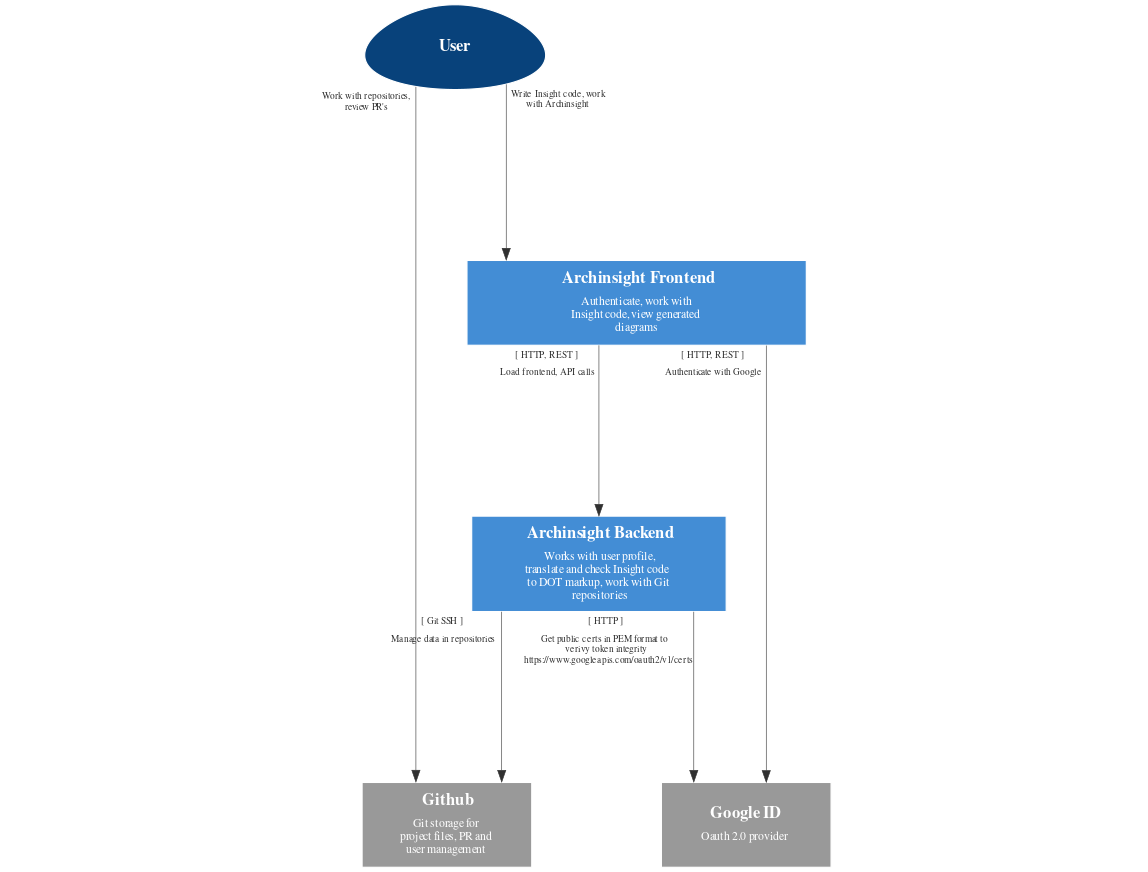 User
Work with repositories,
review PR's
Write Insight code, work
with Archinsight
Archinsight Frontend
Authenticate, work with
Insight code, view generated
diagrams
[ HTTP, REST ]
Load frontend, API calls
[ HTTP, REST ]
Authenticate with Google
Archinsight Backend
Works with user profile,
translate and check Insight code
to DOT markup, work with Git
repositories
[ Git SSH ]
Manage data in repositories
[ HTTP ]
Get public certs in PEM format to
verivy token integrity
https://www.googleapis.com/oauth2/v1/certs
Github
Git storage for
project files, PR and
user management
Google ID
Oauth 2.0 provider